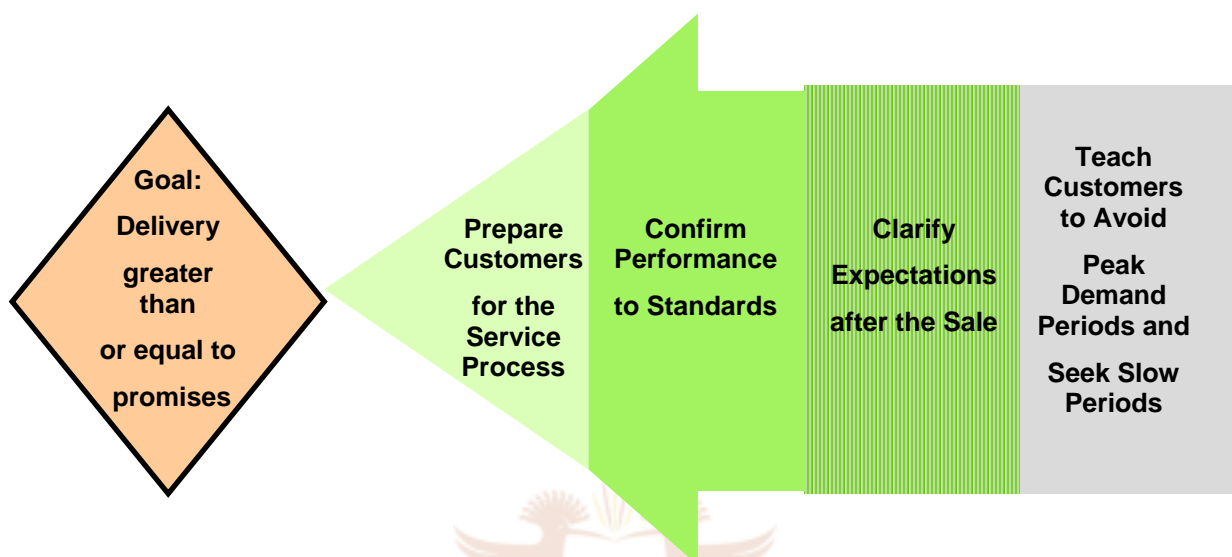 Goal:
Delivery
greater
than
or equal to
promises
Prepare
Customers
for the
Service
Process
Confirm
Performance
to Standards
Clarify
Expectations
after the Sale
Teach
Customers
to Avoid
Peak
Demand
Periods and
Seek Slow
Periods